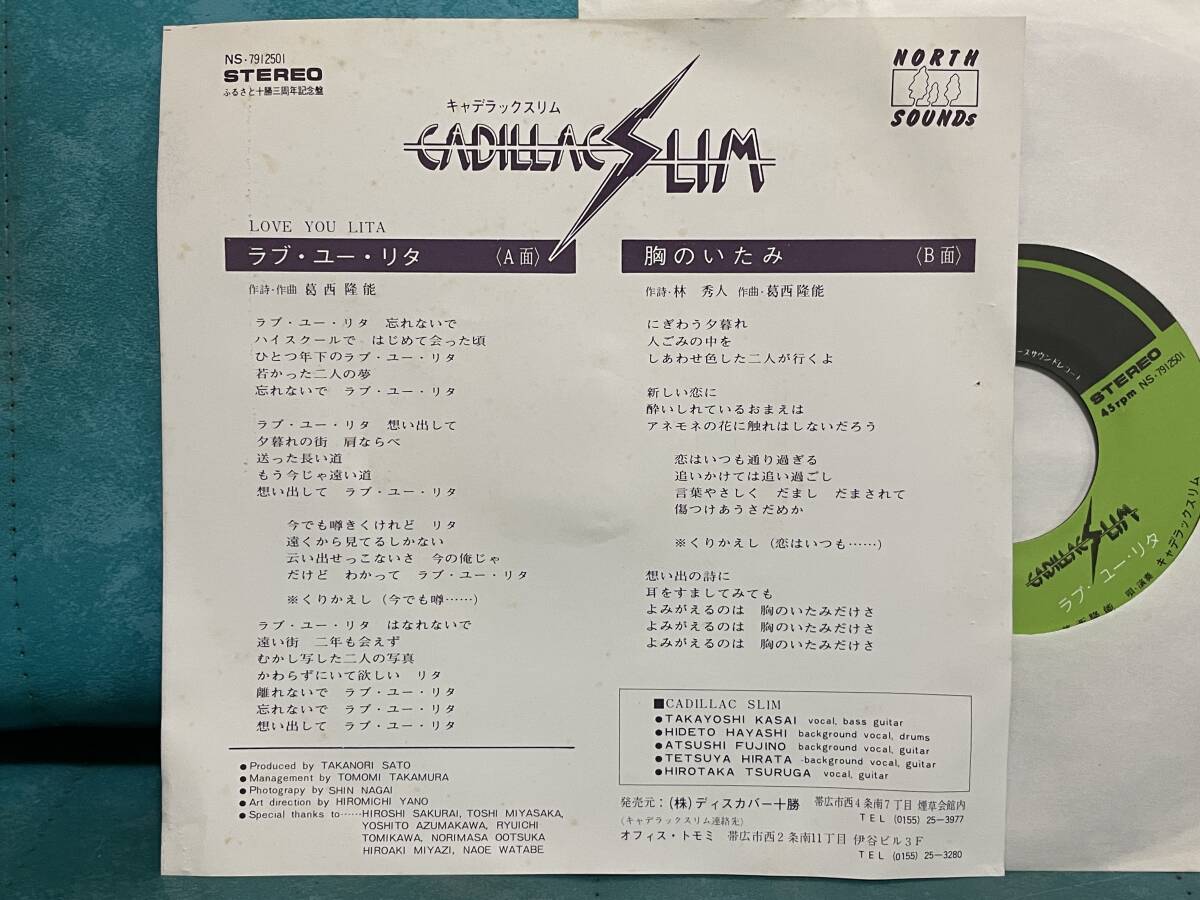 NS-7912501
STEREO
ふるさと十勝三周年記念盤
キャデラックスリム
CADILLAC SLIM
NORTH
SOUNDs
LOVE YOU LITA
ラブ・ユー・リタ 〈A面〉
作詩・作曲 葛西隆能
ラブ・ユー・リタ 忘れないで
ハイスクールで はじめて会った頃
ひとつ年下のラブ・ユー・リタ
若かった二人の夢
忘れないで ラブ・ユー・リタ
ラブ・ユー・リタ 想い出して
夕暮れの街 肩ならべ
送った長い道
もう今じゃ遠い道
想い出して ラブ・ユー・リタ
今でも噂きくけれど リタ
遠くから見てるしかない
云い出せっこないさ 今の俺じゃ
だけど わかって ラブ・ユー・リタ
※くりかえし(今でも噂……)
ラブ・ユー・リタ はなれないで
遠い街 二年も会えず
むかし写した二人の写真
かわらずにいて欲しい リタ
離れないで ラブ・ユー・リタ
忘れないで ラブ・ユー・リタ
想い出して ラブ・ユー・リタ
●Produced by TAKANORI SATO
●Management by TOMOMI TAKAMURA
●Photograpy by SHIN NAGAI
●Art direction by HIROMICHI YANO
●Special thanks to……HIROSHI SAKURAI, TOSHI MIYASAKA,
YOSHITO AZUMAKAWA, RYUICHI
TOMIKAWA, NORIMASA OOTSUKA
HIROAKI MIYAZI, NAOE WATABE
胸のいたみ 〈B面〉
作詩・林 秀人 作曲・葛西隆能
にぎわう夕暮れ
人ごみの中を
しあわせ色した二人が行くよ
新しい恋に
酔いしれているおまえは
アネモネの花に触れはしないだろう
恋はいつも通り過ぎる
追いかけては追い過ごし
言葉やさしく だまし だまされて
傷つけあうさだめか
※くりかえし(恋はいつも……)
想い出の詩に
耳をすましてみても
よみがえるのは 胸のいたみだけさ
よみがえるのは 胸のいたみだけさ
よみがえるのは 胸のいたみだけさ
■CADILLAC SLIM
●TAKAYOSHI KASAI vocal, bass guitar
●HIDETO HAYASHI background vocal, drums
●ATSUSHI FUJINO background vocal, guitar
●TETSUYA HIRATA background vocal, guitar
●HIROTAKA TSURUGA vocal, guitar
発売元:(株)ディスカバー十勝 帯広市西4条南7丁目 煙草会館内
TEL (0155) 25-3977
(キャデラックスリム連絡先)
オフィス・トモミ 帯広市西2条南11丁目 伊谷ビル3F
TEL (0155) 25-3280
ースサウンドレコード
STEREO
45rpm NS-7912501
CADILLAC SLIM
ラブ・ユー・リタ
西隆能 唄・演奏 キャデラックスリム